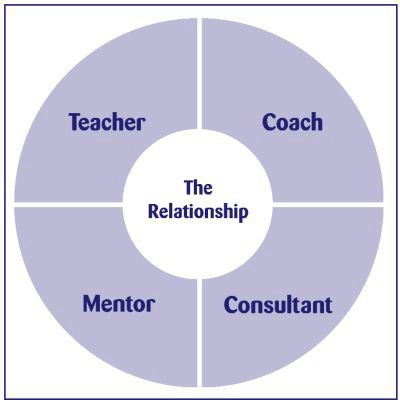 Teacher
Coach
The
Relationship
Mentor
Consultant